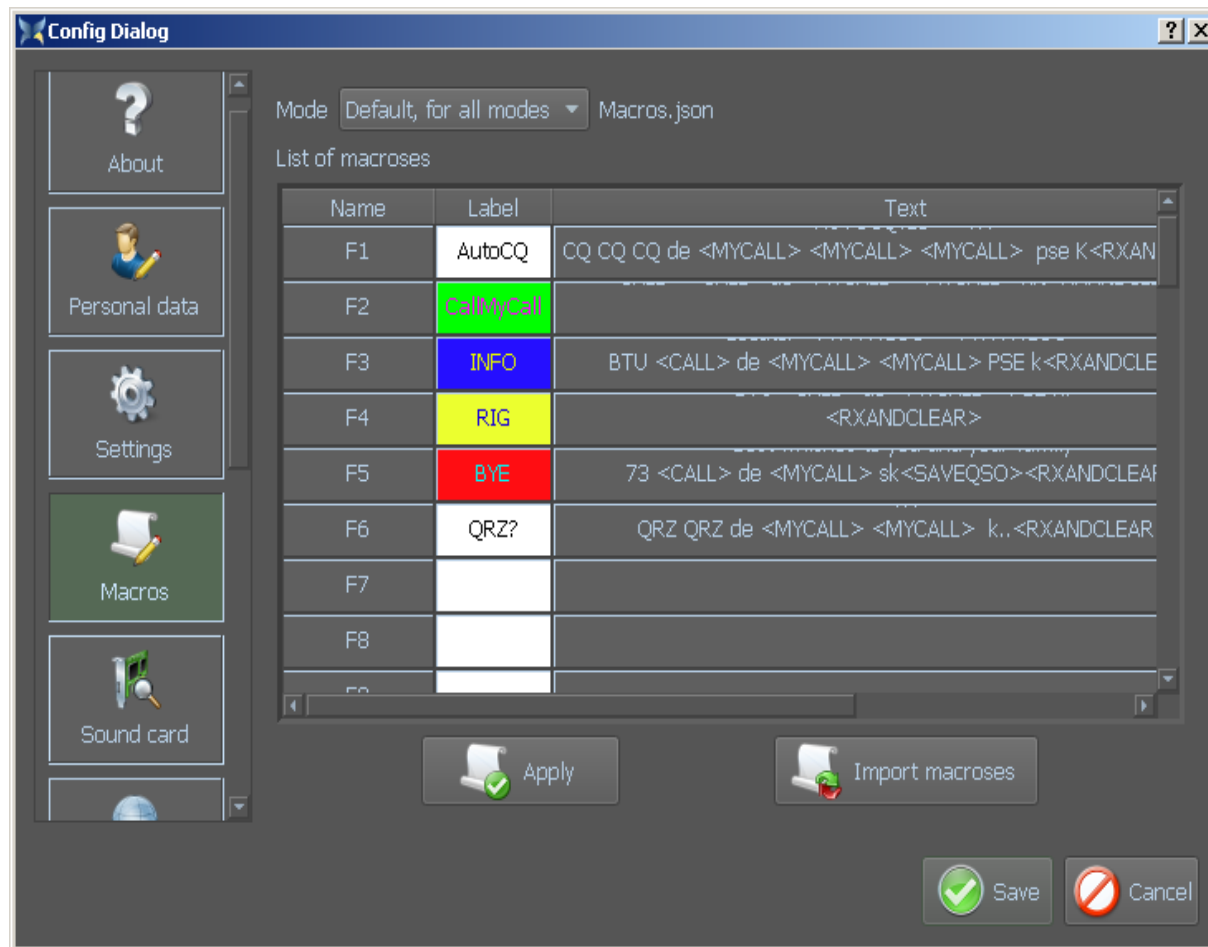 Config Dialog
About
Personal data
Settings
Macros
Sound card
Mode Default, for all modes Macros.json
List of macroses
Name Label Text
F1 AutoCQ CQ CQ CQ de <MYCALL> <MYCALL> <MYCALL> pse K<RXAN
F2 CallMyCall
F3 INFO BTU <CALL> de <MYCALL> <MYCALL> PSE k<RXANDCLE
F4 RIG <RXANDCLEAR>
F5 BYE 73 <CALL> de <MYCALL> sk<SAVEQSO><RXANDCLEAR
F6 QRZ? QRZ QRZ de <MYCALL> <MYCALL> k..<RXANDCLEAR
F7
F8
Apply Import macroses
Save Cancel